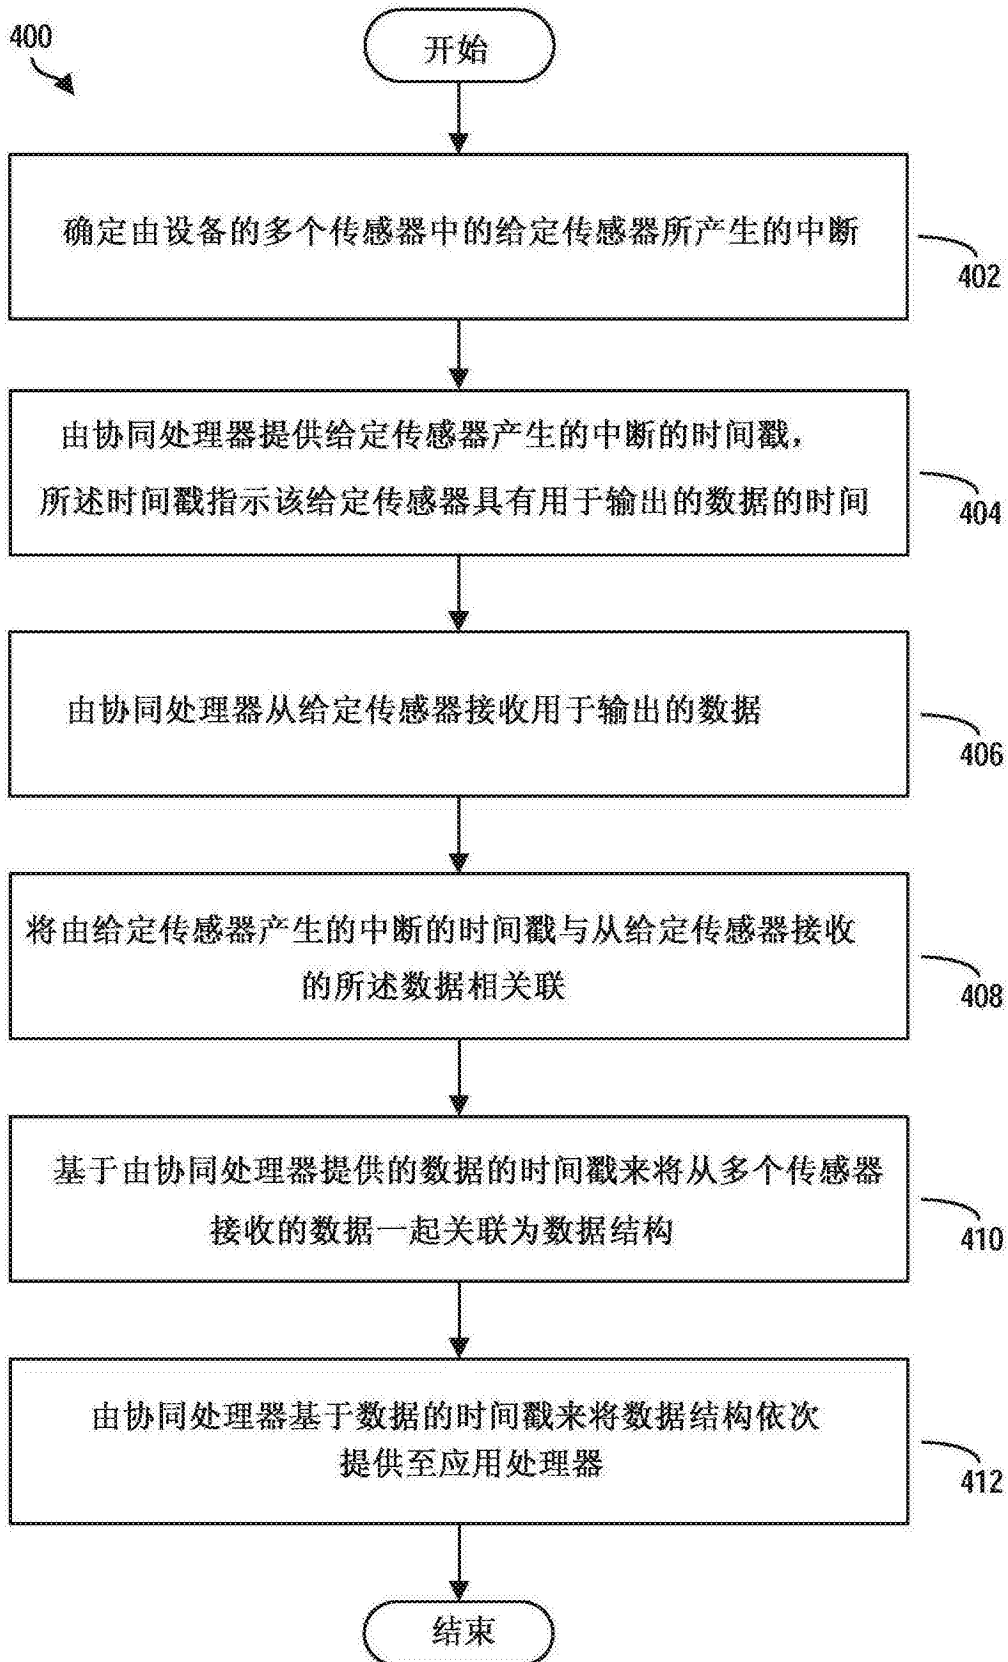 400
开始
确定由设备的多个传感器中的给定传感器所产生的中断
402
由协同处理器提供给定传感器产生的中断的时间戳，
所述时间戳指示该给定传感器具有用于输出的数据的时间
404
由协同处理器从给定传感器接收用于输出的数据
406
将由给定传感器产生的中断的时间戳与从给定传感器接收
的所述数据相关联
408
基于由协同处理器提供的数据的时间戳来将从多个传感器
接收的数据一起关联为数据结构
410
由协同处理器基于数据的时间戳来将数据结构依次
提供至应用处理器
412
结束